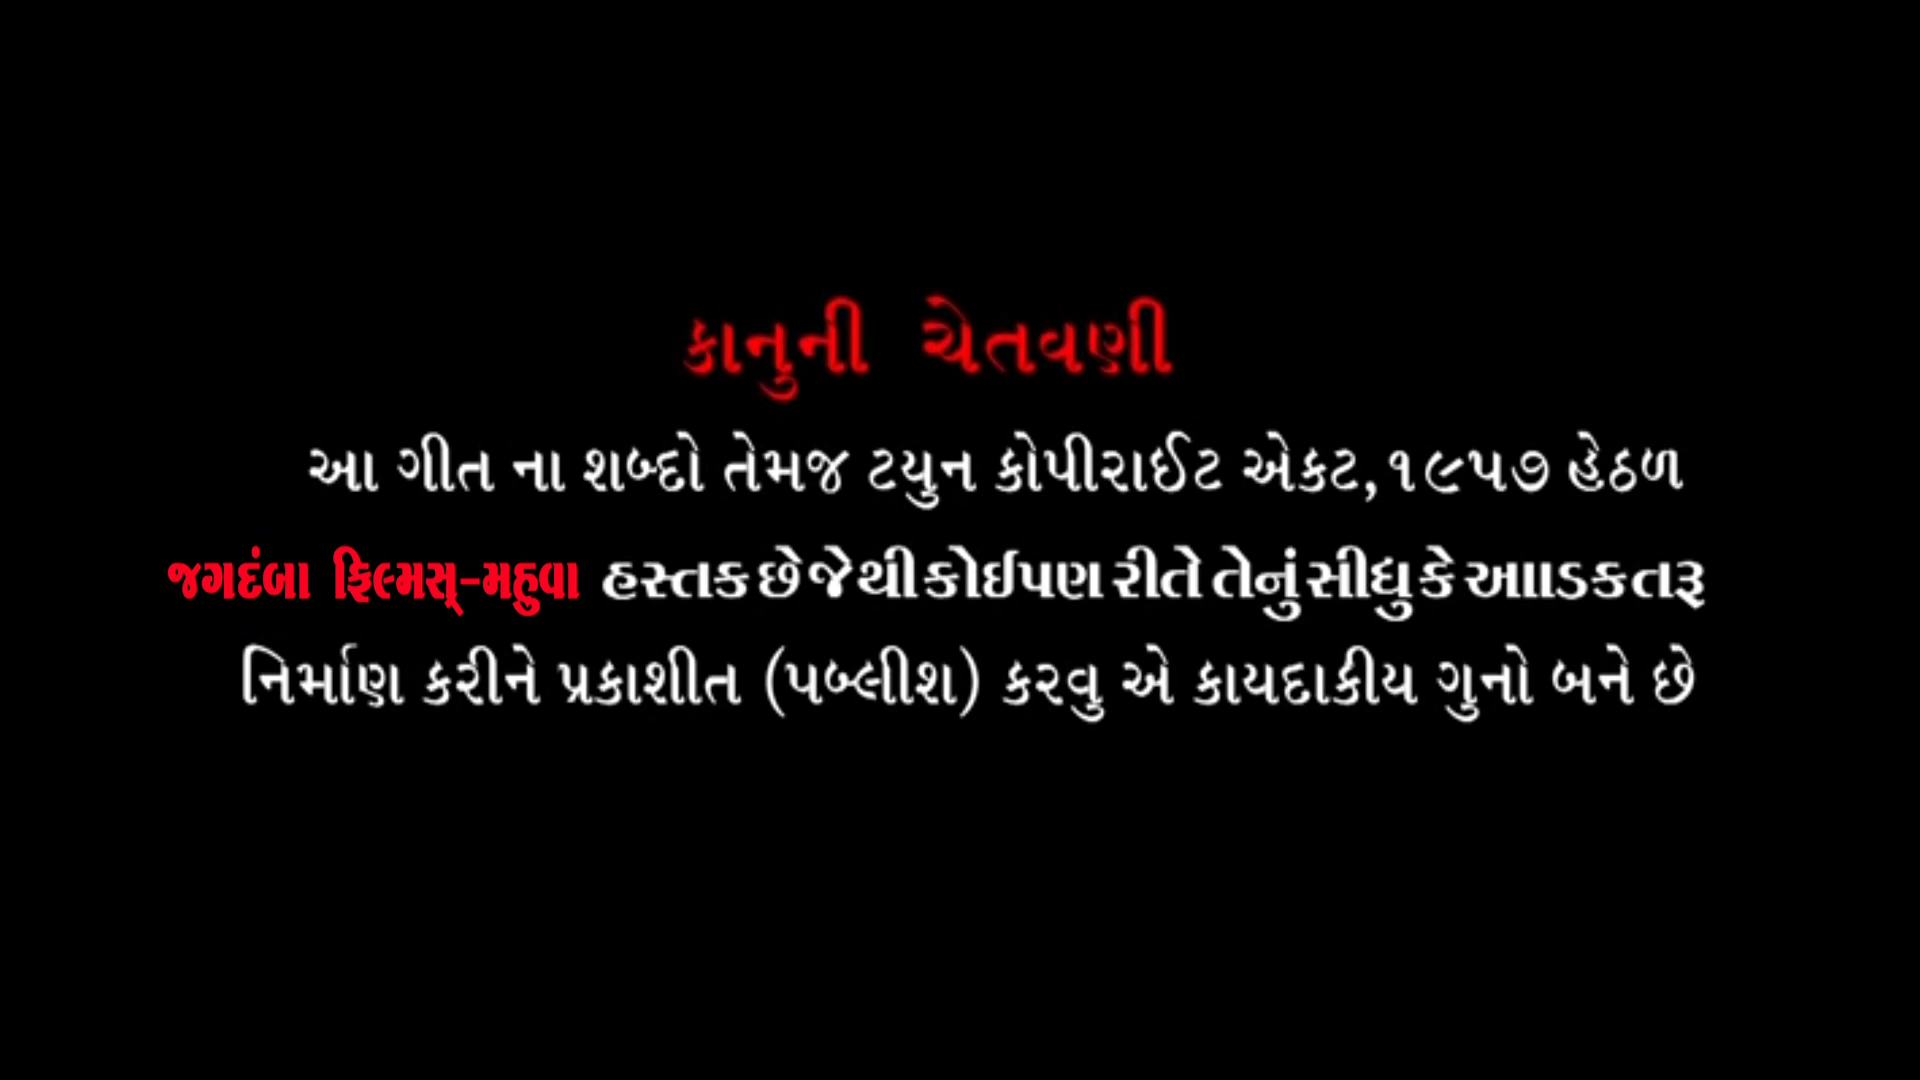 કાનુની ચેતવણી
આ ગીત ના શબ્દો તેમજ ટયુન કોપીરાઈટ એકટ,૧૯૫૭ હેઠળ
જગદંબા ફિલ્મસ્-મહુવા હસ્તક છે જેથી કોઈપણ રીતે તેનું સીધુ કે આાડકતરૂ
નિર્માણ કરીને પ્રકાશીત (પબ્લીશ) કરવુ એ કાયદાકીય ગુનો બને છે